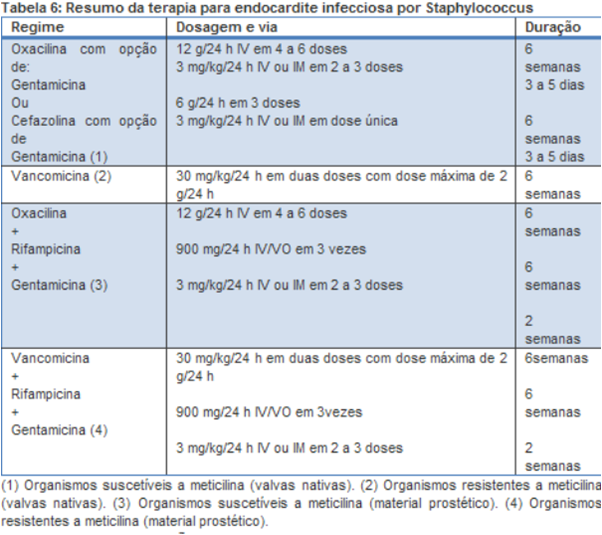 Tabela 6: Resumo da terapia para endocardite infecciosa por Staphylococcus
Regime Dosagem e via Duração
Oxacilina com opção 12 g/24 h IV em 4 a 6 doses 6
de: 3 mg/kg/24 h IV ou IM em 2 a 3 doses semanas
Gentamicina 3 a 5 dias
Ou 6 g/24 h em 3 doses
Cefazolina com opção 3 mg/kg/24 h IV ou IM em dose única 6
de semanas
Gentamicina (1) 3 a 5 dias
Vancomicina (2) 30 mg/kg/24 h em duas doses com dose máxima de 2 6
g/24 h semanas
Oxacilina 12 g/24 h IV em 4 a 6 doses 6
+ semanas
Rifampicina 900 mg/24 h IV/VO em 3 vezes
+ 6
Gentamicina (3) 3 mg/kg/24 h IV ou IM em 2 a 3 doses semanas
2
semanas
Vancomicina 30 mg/kg/24 h em duas doses com dose máxima de 2 6semanas
+ g/24 h
Rifampicina 6
+ 900 mg/24 h IV/VO em 3vezes semanas
Gentamicina (4)
3 mg/kg/24 h IV ou IM em 2 a 3 doses 2
semanas
(1) Organismos suscetíveis a meticilina (valvas nativas). (2) Organismos resistentes a meticilina
(valvas nativas). (3) Organismos suscetíveis a meticilina (material prostético). (4) Organismos
resistentes a meticilina (material prostético).